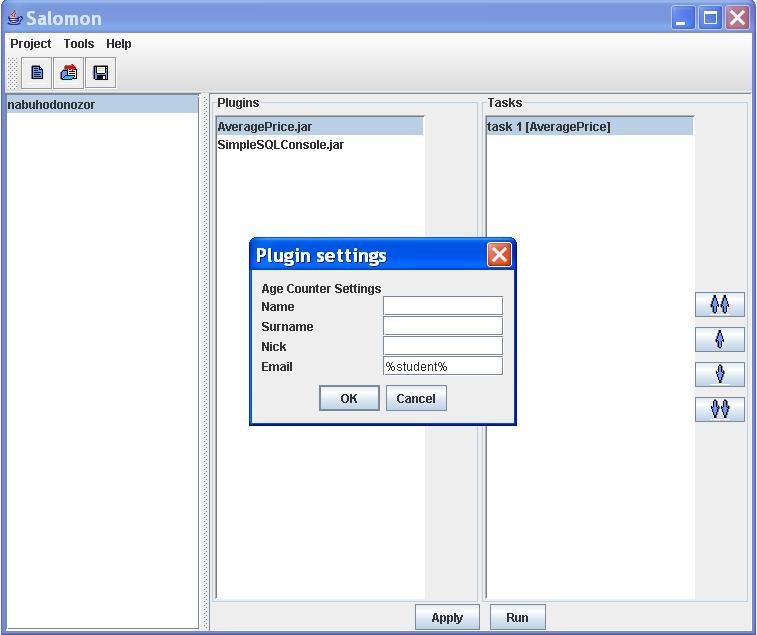 Salomon
Project Tools Help
nabuhodonozor
Plugins
AveragePrice.jar
SimpleSQLConsole.jar
Tasks
task 1 [AveragePrice]
Plugin settings
Age Counter Settings
Name
Surname
Nick
Email %student%
OK Cancel
Apply Run